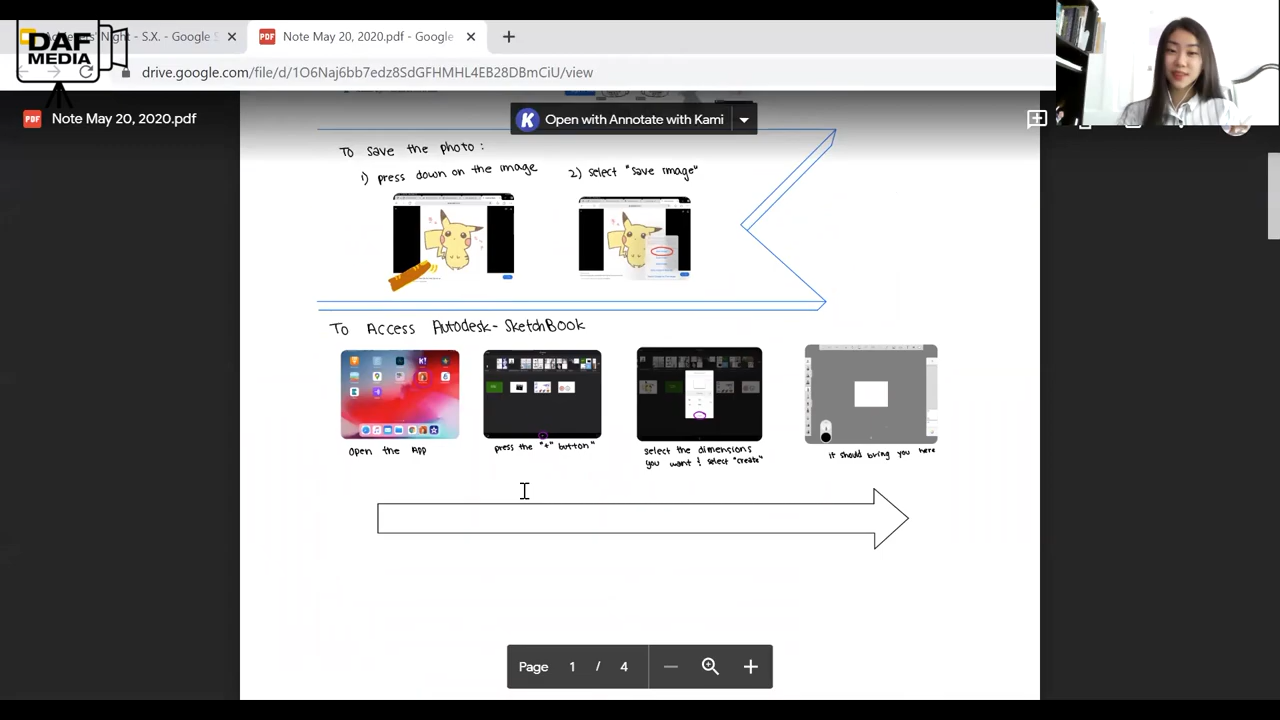 DAF
MEDIA
Night - S.X. - Google
Note May 20, 2020.pdf - Google
drive.google.com/file/d/1O6Naj6bb7edz8SdGFHMHL4EB28DBmCiU/view
PDF Note May 20, 2020.pdf
K Open with Annotate with Kami
To save the photo:
1) press down on the image
2) select "save image"
To Access Autodesk-SketchBook
open the App
press the "+" button"
select the dimensions
you want & select "create"
it should bring you here
Page 1 / 4